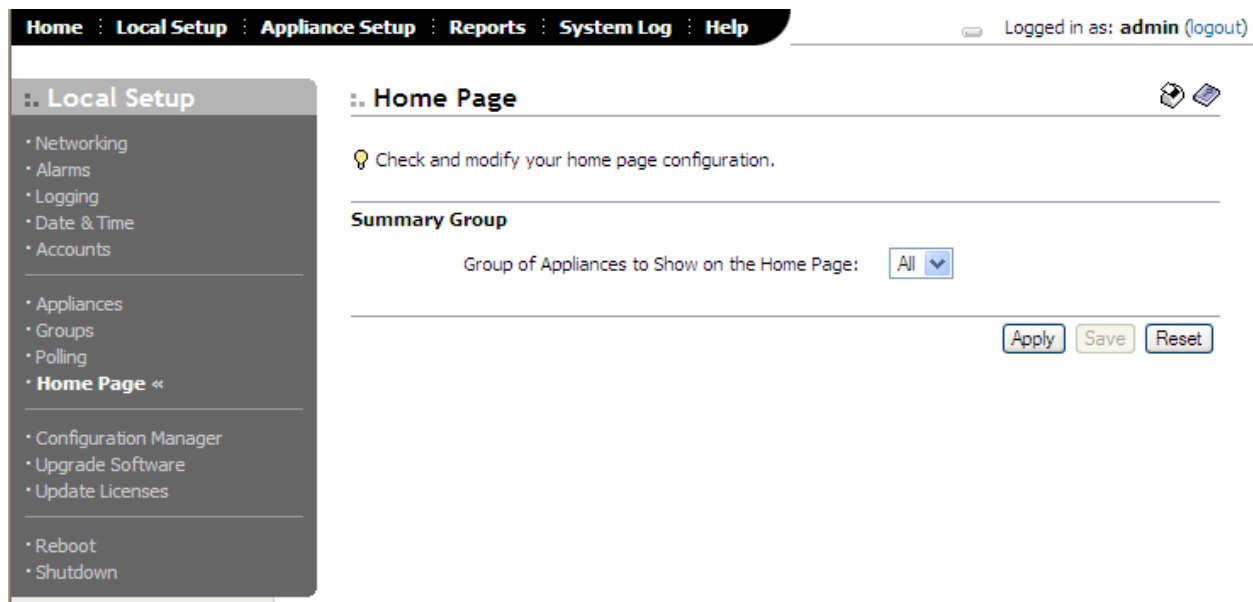 Home Local Setup Appliance Setup Reports System Log Help
Logged in as: admin (logout)
:. Local Setup
• Networking
• Alarms
• Logging
• Date & Time
• Accounts
• Appliances
• Groups
• Polling
• Home Page «
• Configuration Manager
• Upgrade Software
• Update Licenses
• Reboot
• Shutdown
:. Home Page
Check and modify your home page configuration.
Summary Group
Group of Appliances to Show on the Home Page: All
Apply Save Reset